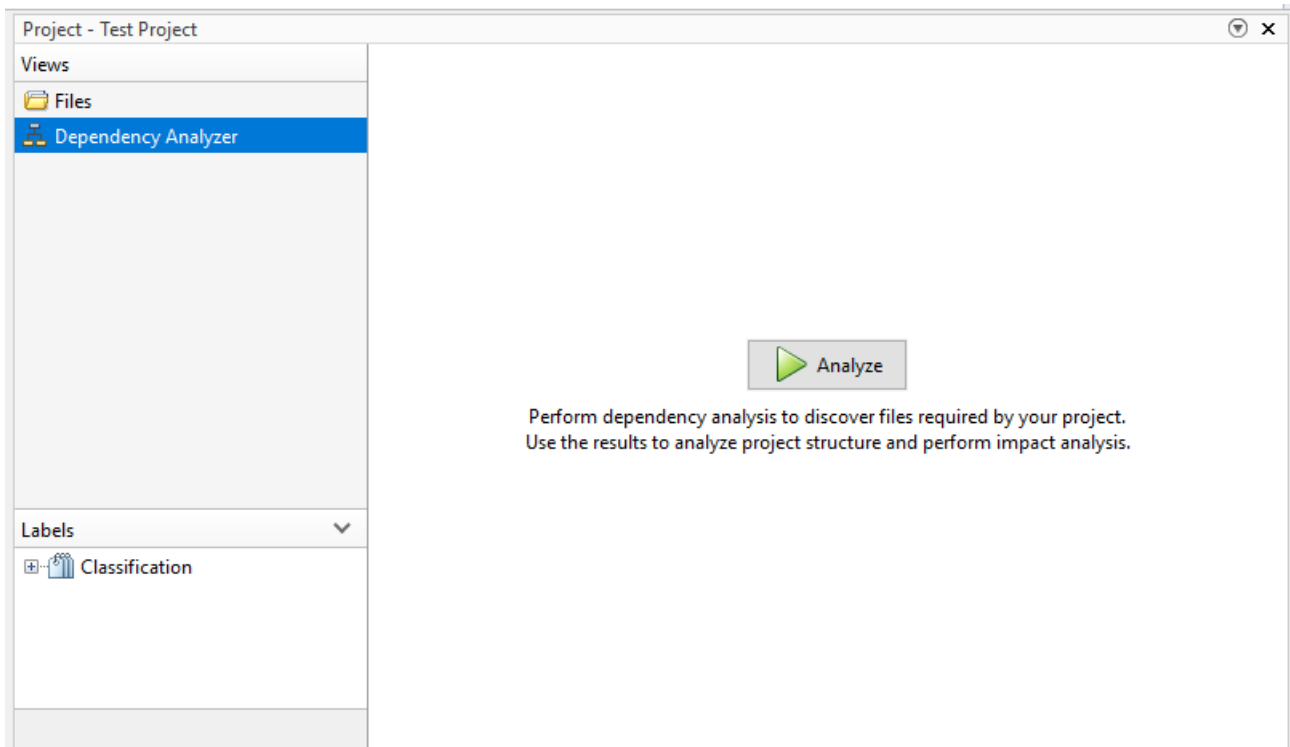 Project - Test Project
Views
Files
Dependency Analyzer
Analyze
Perform dependency analysis to discover files required by your project.
Use the results to analyze project structure and perform impact analysis.
Labels
Classification